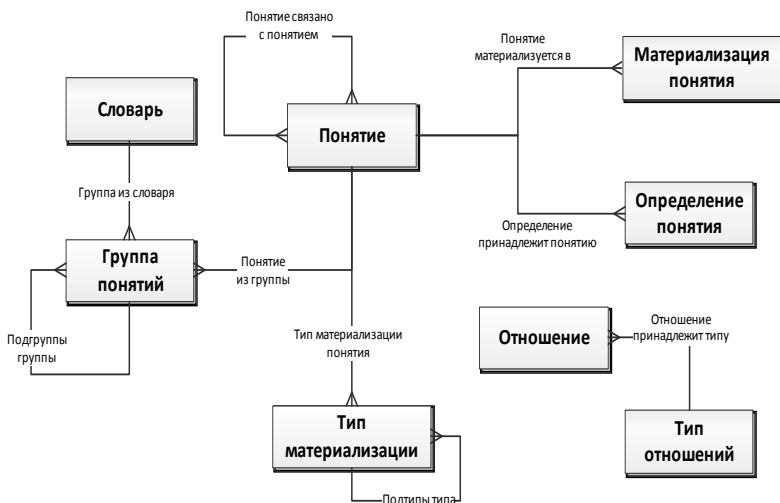 Понятие связано
с понятием
Понятие
материализуется в
Материализация
понятия
Словарь
Понятие
Группа из словаря
Определение
понятия
Определение
принадлежит понятию
Группа
понятий
Понятие
из группы
Подгруппы
группы
Тип материализации
понятия
Отношение
Отношение
принадлежит типу
Тип
материализации
Тип
отношений
Подтипы типа